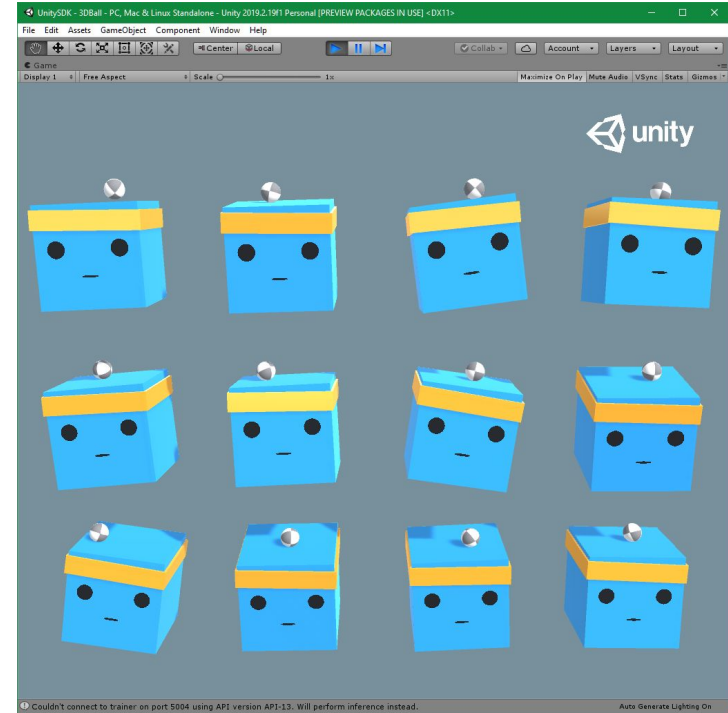 UnitySDK - 3DBall - PC, Mac & Linux Standalone - Unity 2019.2.19f1 Personal [PREVIEW PACKAGES IN USE] <DX11>
File Edit Assets GameObject Component Window Help
Center Local Collab Account Layers Layout
Game
Display 1 Free Aspect Scale 1x Maximize On Play Mute Audio VSync Stats Gizmos
unity
Couldn't connect to trainer on port 5004 using API version API-13. Will perform inference instead. Auto Generate Lighting On